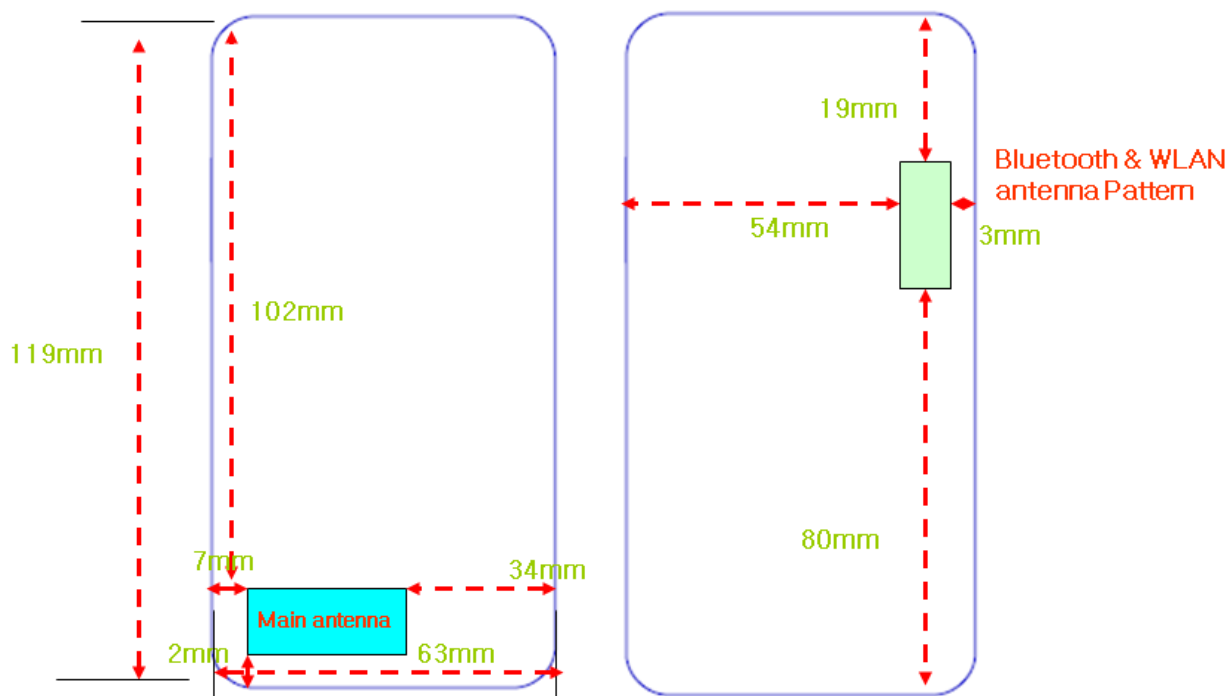 19mm
Bluetooth & WLAN
antenna Pattern
54mm
3mm
102mm
119mm
80mm
7mm
34mm
Main antenna
2mm
63mm